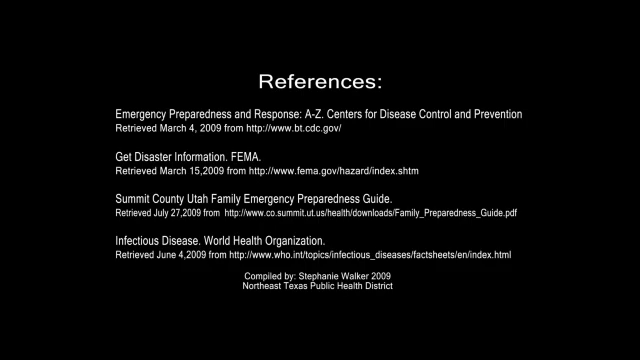 References:
Emergency Preparedness and Response: A-Z. Centers for Disease Control and Prevention
Retrieved March 4, 2009 from http://www.bt.cdc.gov/
Get Disaster Information. FEMA.
Retrieved March 15,2009 from http://www.fema.gov/hazard/index.shtm
Summit County Utah Family Emergency Preparedness Guide.
Retrieved July 27,2009 from http://www.co.summit.ut.us/health/downloads/Family_Preparedness_Guide.pdf
Infectious Disease. World Health Organization.
Retrieved June 4,2009 from http://www.who.int/topics/infectious_diseases/factsheets/en/index.html
Compiled by: Stephanie Walker 2009
Northeast Texas Public Health District